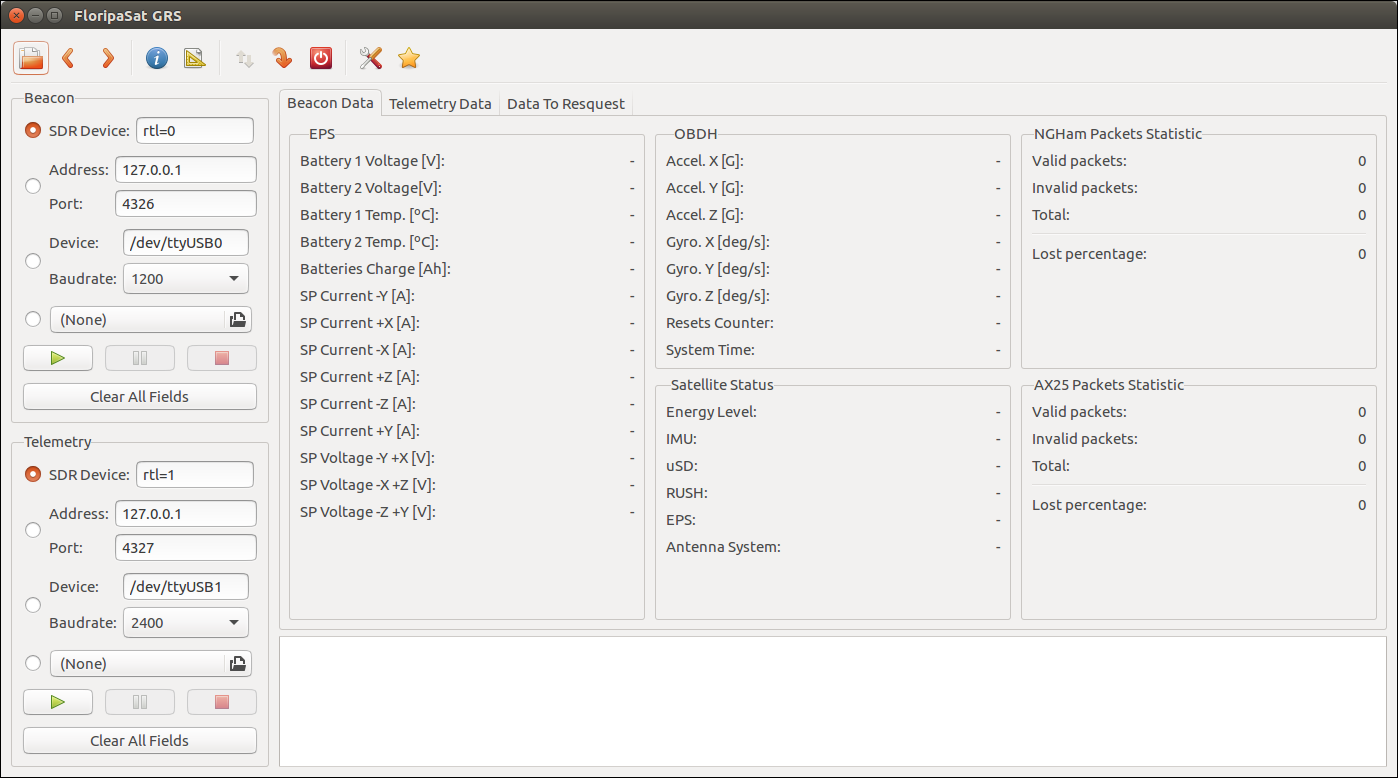 FloripaSat GRS
Beacon
SDR Device: rtl=0
Address: 127.0.0.1
Port: 4326
Device: /dev/ttyUSB0
Baudrate: 1200
(None)
Clear All Fields
Telemetry
SDR Device: rtl=1
Address: 127.0.0.1
Port: 4327
Device: /dev/ttyUSB1
Baudrate: 2400
(None)
Clear All Fields
Beacon Data Telemetry Data Data To Resquest
EPS
Battery 1 Voltage [V]: -
Battery 2 Voltage[V]: -
Battery 1 Temp. [ºC]: -
Battery 2 Temp. [ºC]: -
Batteries Charge [Ah]: -
SP Current -Y [A]: -
SP Current +X [A]: -
SP Current -X [A]: -
SP Current +Z [A]: -
SP Current -Z [A]: -
SP Current +Y [A]: -
SP Voltage -Y +X [V]: -
SP Voltage -X +Z [V]: -
SP Voltage -Z +Y [V]: -
OBDH
Accel. X [G]: -
Accel. Y [G]: -
Accel. Z [G]: -
Gyro. X [deg/s]: -
Gyro. Y [deg/s]: -
Gyro. Z [deg/s]: -
Resets Counter: -
System Time: -
Satellite Status
Energy Level: -
IMU: -
uSD: -
RUSH: -
EPS: -
Antenna System: -
NGHam Packets Statistic
Valid packets: 0
Invalid packets: 0
Total: 0
Lost percentage: 0
AX25 Packets Statistic
Valid packets: 0
Invalid packets: 0
Total: 0
Lost percentage: 0